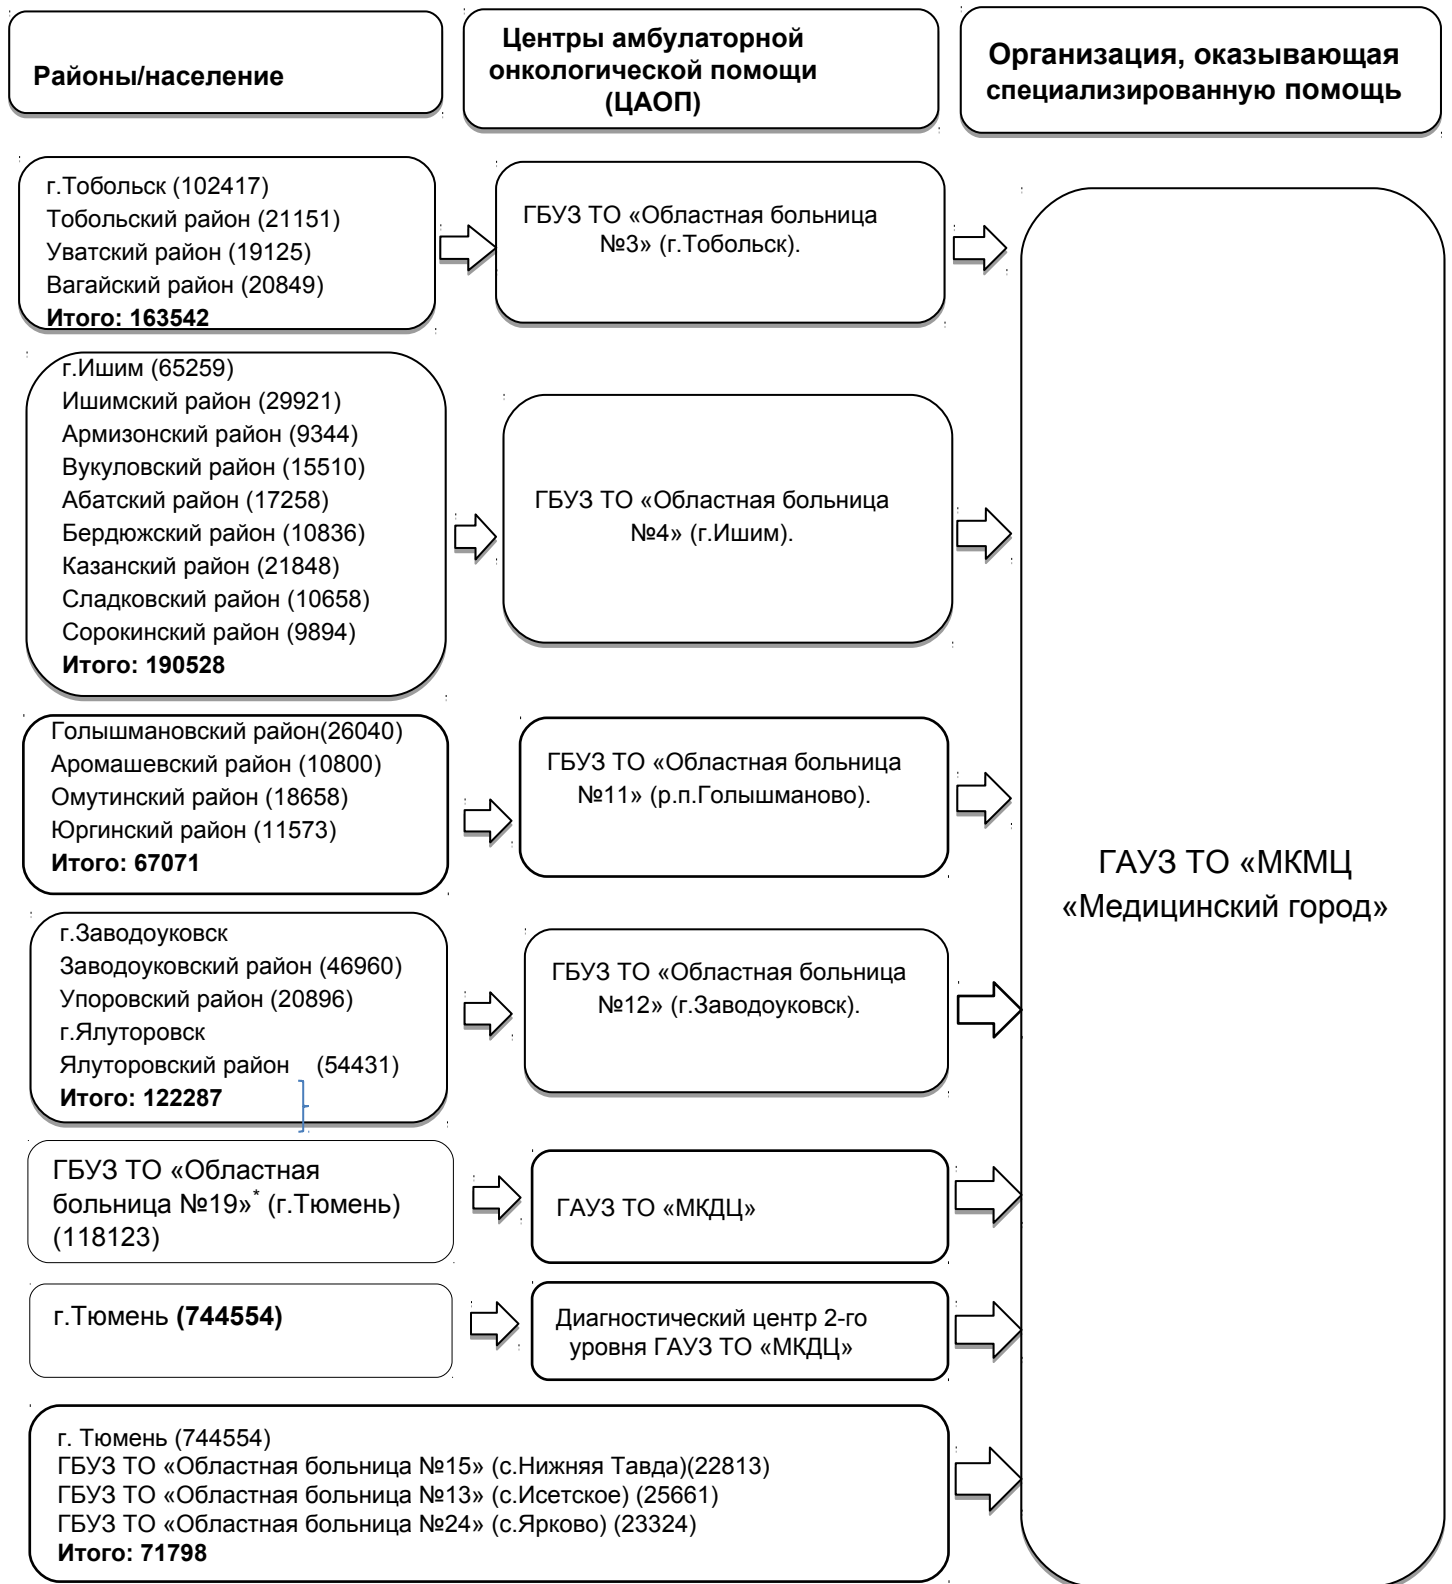 Районы/население
Центры амбулаторной
онкологической помощи
(ЦАОП)
Организация, оказывающая
специализированную помощь
г.Тобольск (102417)
Тобольский район (21151)
Уватский район (19125)
Вагайский район (20849)
Итого: 163542
ГБУЗ ТО «Областная больница
№3» (г.Тобольск).
г.Ишим (65259)
Ишимский район (29921)
Армизонский район (9344)
Вукуловский район (15510)
Абатский район (17258)
Бердюжский район (10836)
Казанский район (21848)
Сладковский район (10658)
Сорокинский район (9894)
Итого: 190528
ГБУЗ ТО «Областная больница
№4» (г.Ишим).
Голышмановский район(26040)
Аромашевский район (10800)
Омутинский район (18658)
Юргинский район (11573)
Итого: 67071
ГБУЗ ТО «Областная больница
№11» (р.п.Голышманово).
г.Заводоуковск
Заводоуковский район (46960)
Упоровский район (20896)
г.Ялуторовск
Ялуторовский район (54431)
Итого: 122287
ГБУЗ ТО «Областная больница
№12» (г.Заводоуковск).
ГБУЗ ТО «Областная
больница №19»* (г.Тюмень)
(118123)
ГАУЗ ТО «МКДЦ»
г.Тюмень (744554)
Диагностический центр 2-го
уровня ГАУЗ ТО «МКДЦ»
г. Тюмень (744554)
ГБУЗ ТО «Областная больница №15» (с.Нижняя Тавда)(22813)
ГБУЗ ТО «Областная больница №13» (с.Исетское) (25661)
ГБУЗ ТО «Областная больница №24» (с.Ярково) (23324)
Итого: 71798
ГАУЗ ТО «МКМЦ
«Медицинский город»